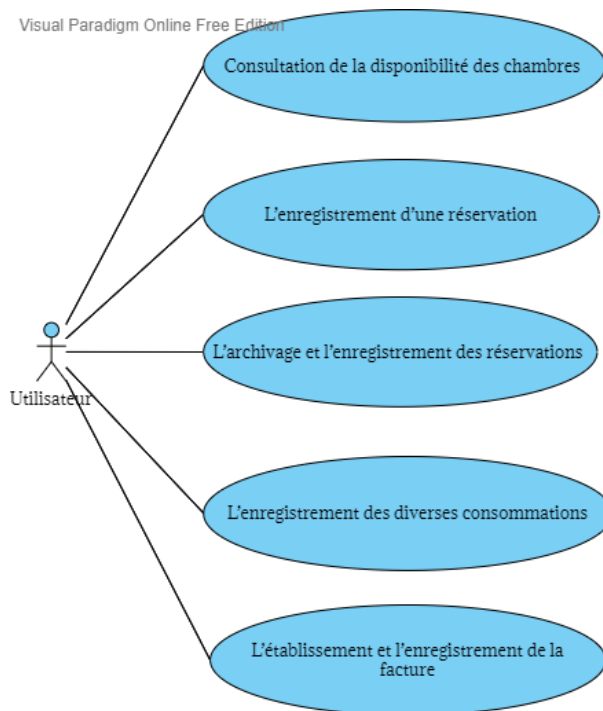 Visual Paradigm Online Free Edition
Consultation de la disponibilité des chambres
L'enregistrement d'une réservation
L'archivage et l'enregistrement des réservations
Utilisateur
L'enregistrement des diverses consommations
L'établissement et l'enregistrement de la
facture